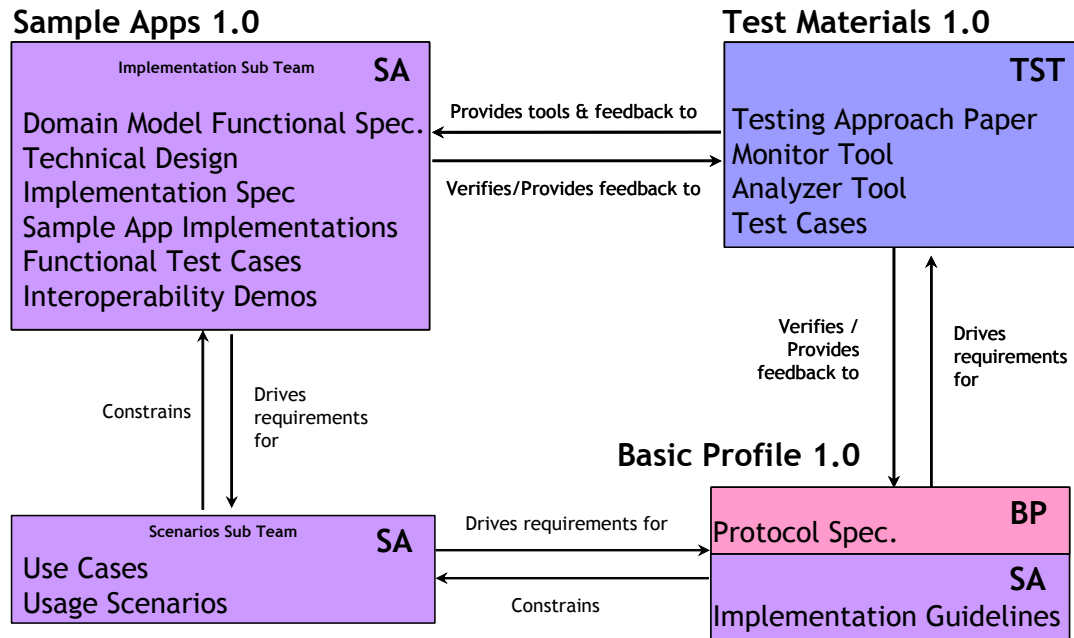 Sample Apps 1.0
Implementation Sub Team
SA
Domain Model Functional Spec.
Technical Design
Implementation Spec
Sample App Implementations
Functional Test Cases
Interoperability Demos
Provides tools & feedback to
Verifies/Provides feedback to
Test Materials 1.0
TST
Testing Approach Paper
Monitor Tool
Analyzer Tool
Test Cases
Constrains
Drives
requirements
for
Verifies /
Provides
feedback to
Drives
requirements
for
Scenarios Sub Team
SA
Use Cases
Usage Scenarios
Drives requirements for
Constrains
Basic Profile 1.0
BP
Protocol Spec.
SA
Implementation Guidelines